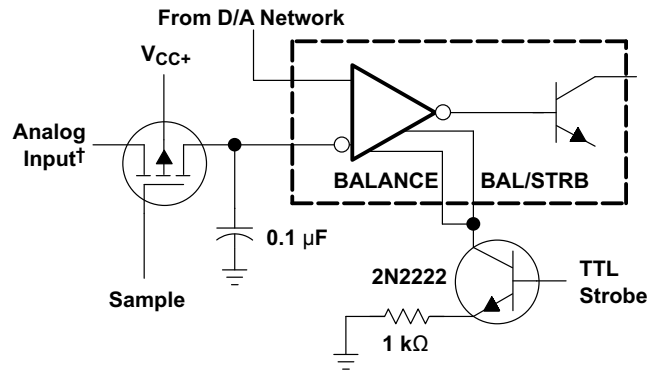 From D/A Network
VCC+
Analog
Input†
BALANCE
BAL/STRB
0.1 µF
2N2222
TTL
Strobe
Sample
1 kΩ